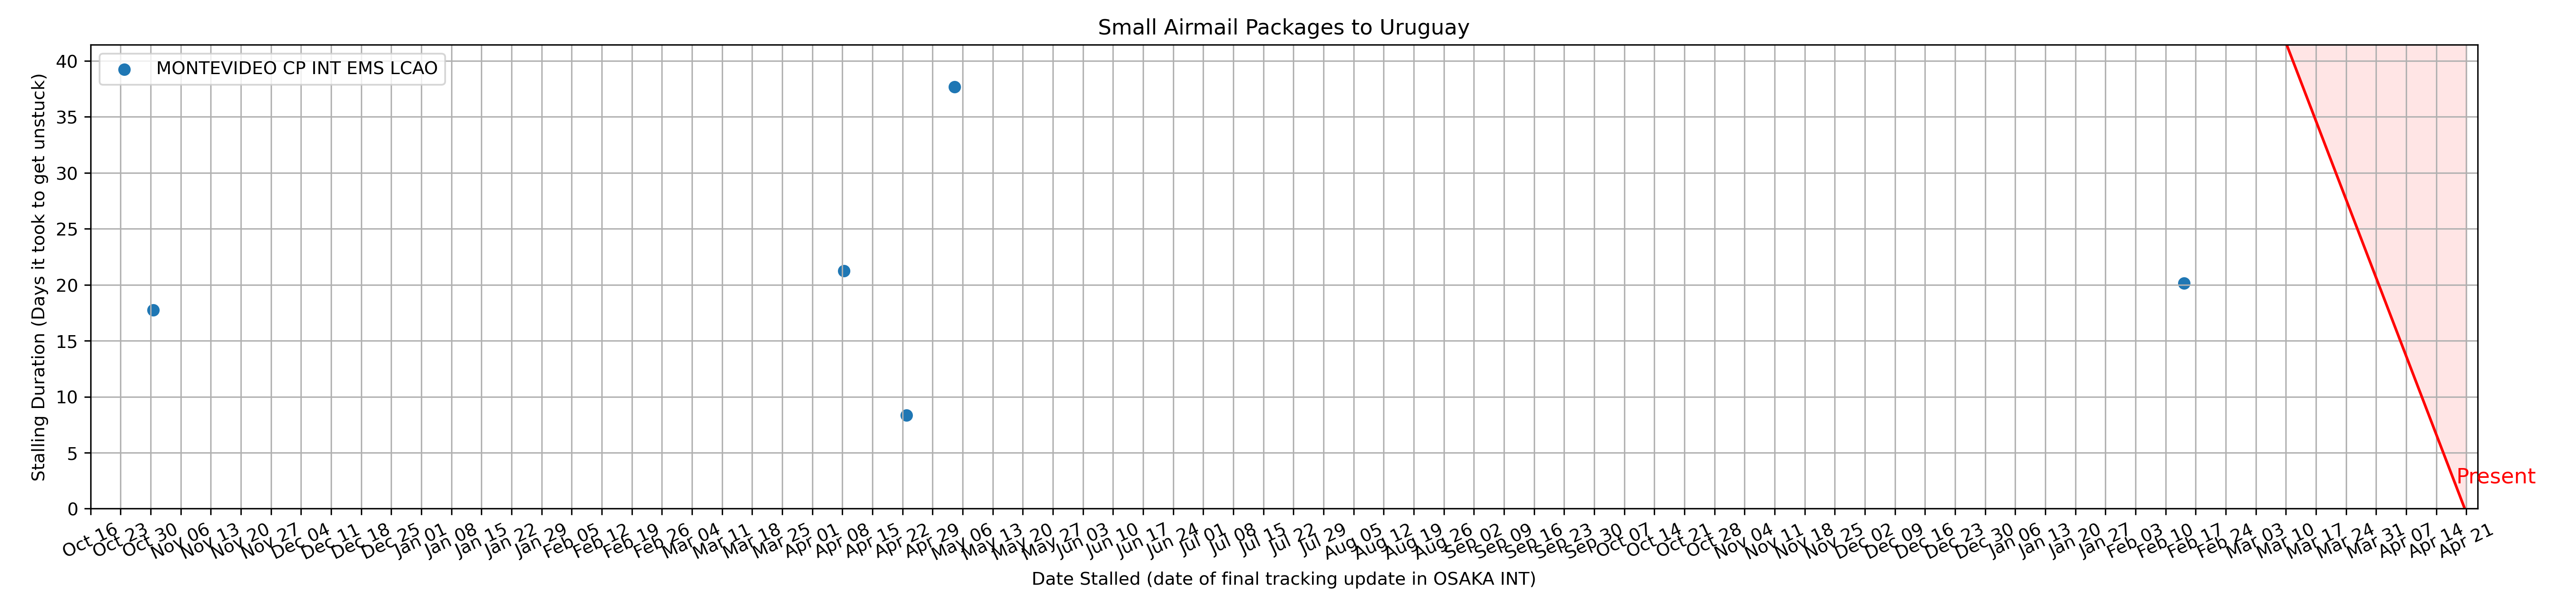 Small Airmail Packages to Uruguay
MONTEVIDEO CP INT EMS LCAO
Stalling Duration (Days it took to get unstuck)
40
35
30
25
20
15
10
5
0
Present
Oct 16
Oct 23
Oct 30
Nov 06
Nov 13
Nov 20
Nov 27
Dec 04
Dec 11
Dec 18
Dec 25
Jan 01
Jan 08
Jan 15
Jan 22
Jan 29
Feb 05
Feb 12
Feb 19
Feb 26
Mar 04
Mar 11
Mar 18
Mar 25
Apr 01
Apr 08
Apr 15
Apr 22
Apr 29
May 06
May 13
May 20
May 27
Jun 03
Jun 10
Jun 17
Jun 24
Jul 01
Jul 08
Jul 15
Jul 22
Jul 29
Aug 05
Aug 12
Aug 19
Aug 26
Sep 02
Sep 09
Sep 16
Sep 23
Sep 30
Oct 07
Oct 14
Oct 21
Oct 28
Nov 04
Nov 11
Nov 18
Nov 25
Dec 02
Dec 09
Dec 16
Dec 23
Dec 30
Jan 06
Jan 13
Jan 20
Jan 27
Feb 03
Feb 10
Feb 17
Feb 24
Mar 03
Mar 10
Mar 17
Mar 24
Mar 31
Apr 07
Apr 14
Apr 21
Date Stalled (date of final tracking update in OSAKA INT)